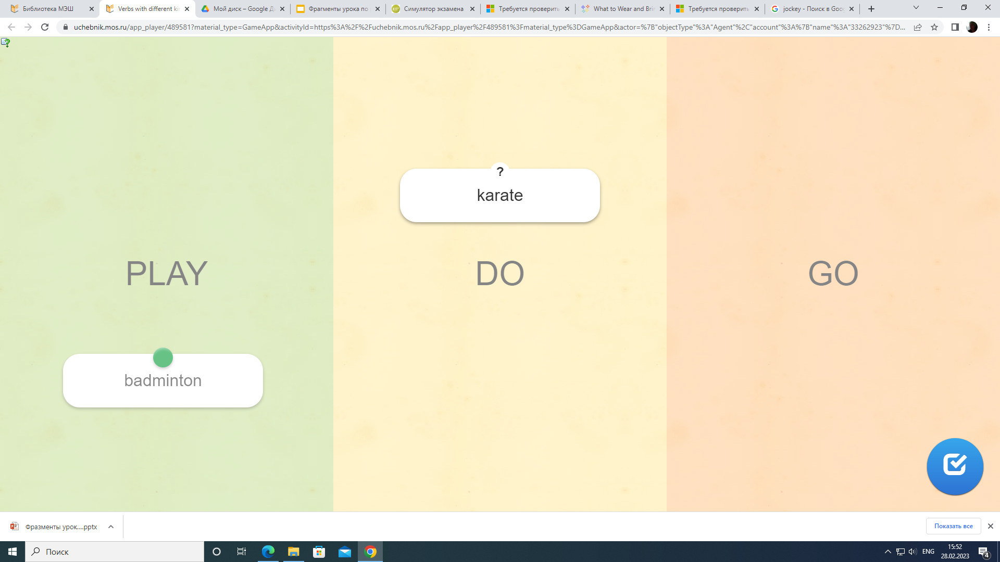 Библиотека МЭШ
Verbs with different ki
Мой диск – Google Д
Фрагменты урока по
Симулятор экзамена
Требуется проверить
What to Wear and Bri
Требуется проверить
jockey - Поиск в Goo
uchebnik.mos.ru/app_player/489581?material_type=GameApp&activityId=https%3A%2F%2Fuchebnik.mos.ru%2Fapp_player%2F489581%3Fmaterial_type%3DGameApp&actor=%7B"objectType"%3A"Agent"%2C"account"%3A%7B"name"%3A"33262923"%7D...
?
karate
PLAY
DO
GO
badminton
Фразменты урок....pptx
Показать все
Поиск
ENG
15:52
28.02.2023
4